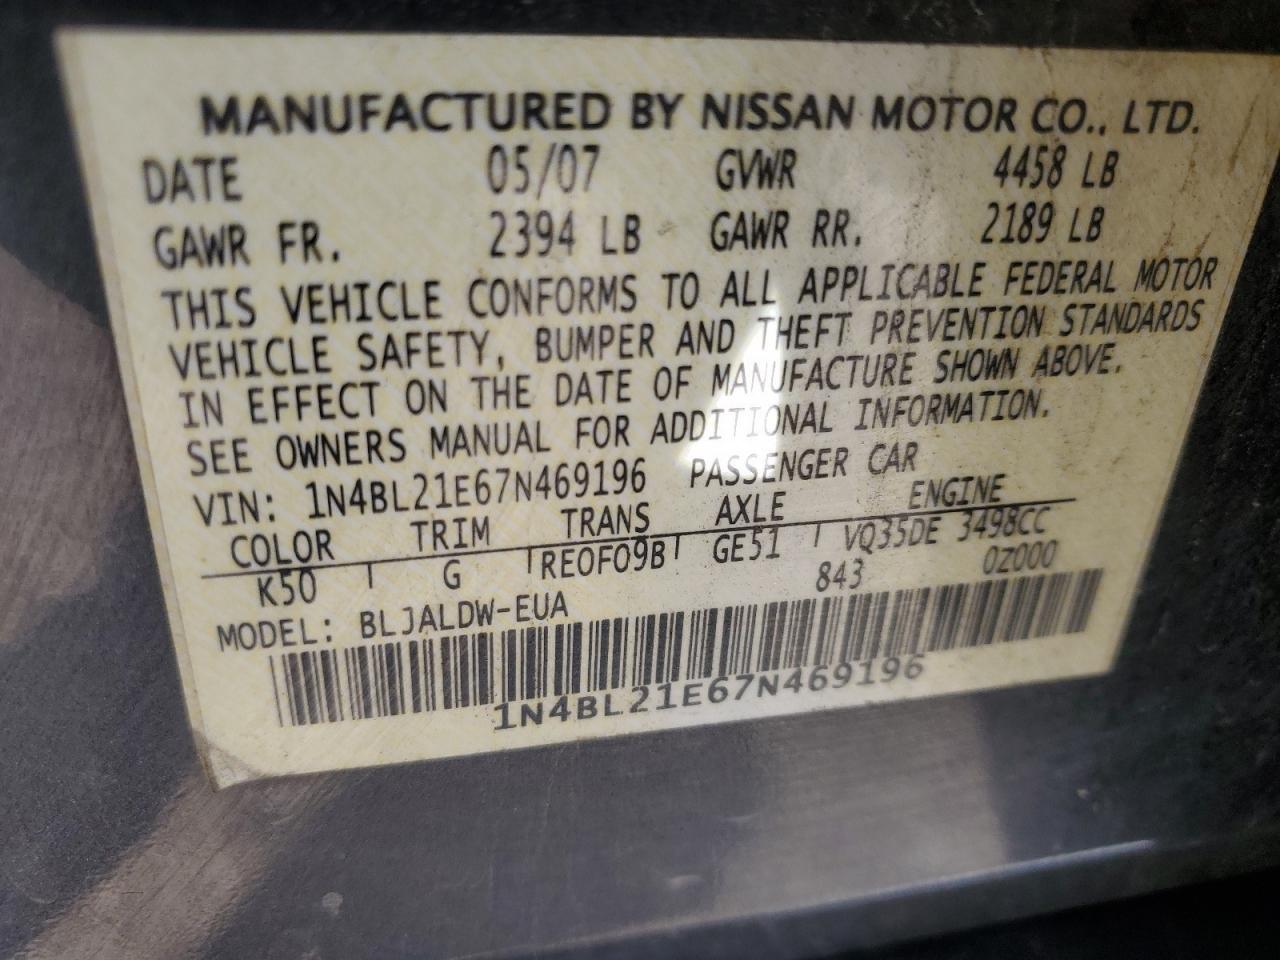 MANUFACTURED BY NISSAN MOTOR CO., LTD.
DATE 05/07 GVWR 4458 LB
GAWR FR. 2394 LB GAWR RR. 2189 LB
THIS VEHICLE CONFORMS TO ALL APPLICABLE FEDERAL MOTOR
VEHICLE SAFETY, BUMPER AND THEFT PREVENTION STANDARDS
IN EFFECT ON THE DATE OF MANUFACTURE SHOWN ABOVE.
SEE OWNERS MANUAL FOR ADDITIONAL INFORMATION.
VIN: 1N4BL21E67N469196 PASSENGER CAR
COLOR TRIM TRANS AXLE ENGINE
K50 G RE0F09B GE51 VQ35DE 3498CC
MODEL: BLJALDW-EUA 843 0Z000
1N4BL21E67N469196